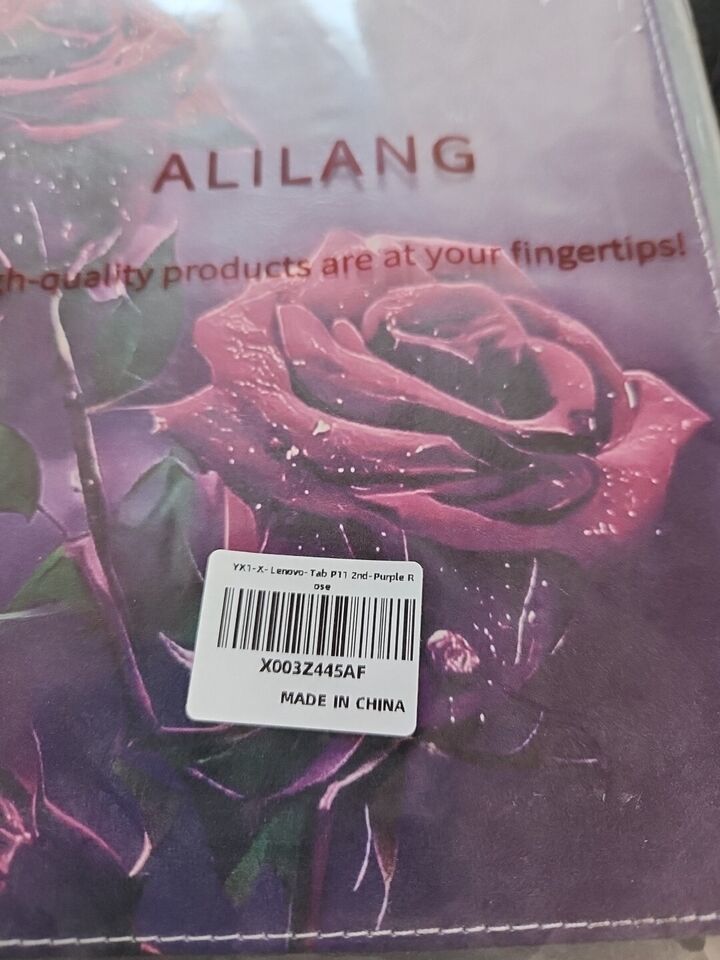 ALILANG
gh-quality products are at your fingertips!
YX1-X-Lenovo-Tab P11 2nd-Purple R
ose
X003Z445AF
MADE IN CHINA